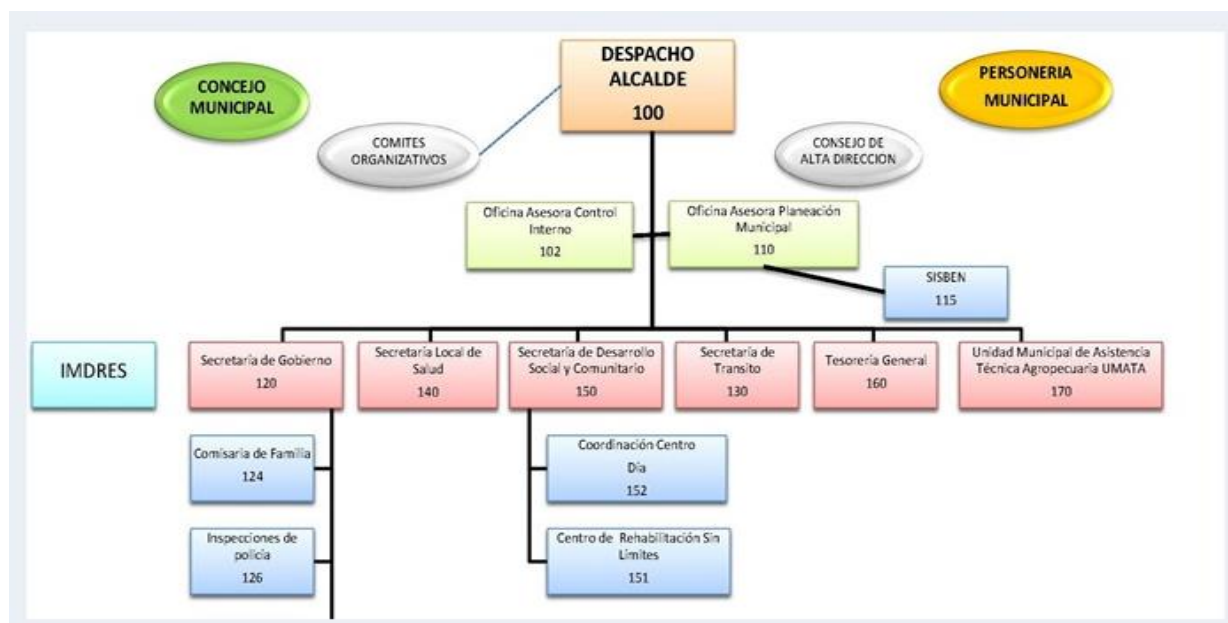 DESPACHO
ALCALDE
100
CONCEJO
MUNICIPAL
PERSONERIA
MUNICIPAL
COMITES
ORGANIZATIVOS
CONSEJO DE
ALTA DIRECCION
Oficina Asesora Control
Interno
102
Oficina Asesora Planeación
Municipal
110
SISBEN
115
IMDRES
Secretaría de Gobierno
120
Secretaria Local de
Salud
140
Secretaría de Desarrollo
Social y Comunitario
150
Secretaría de
Transito
130
Tesorería General
160
Unidad Municipal de Asistencia
Técnica Agropecuaria UMATA
170
Comisaria de Familia
124
Coordinación Centro
Día
152
Inspecciones de
policía
126
Centro de Rehabilitación Sin
Limites
151